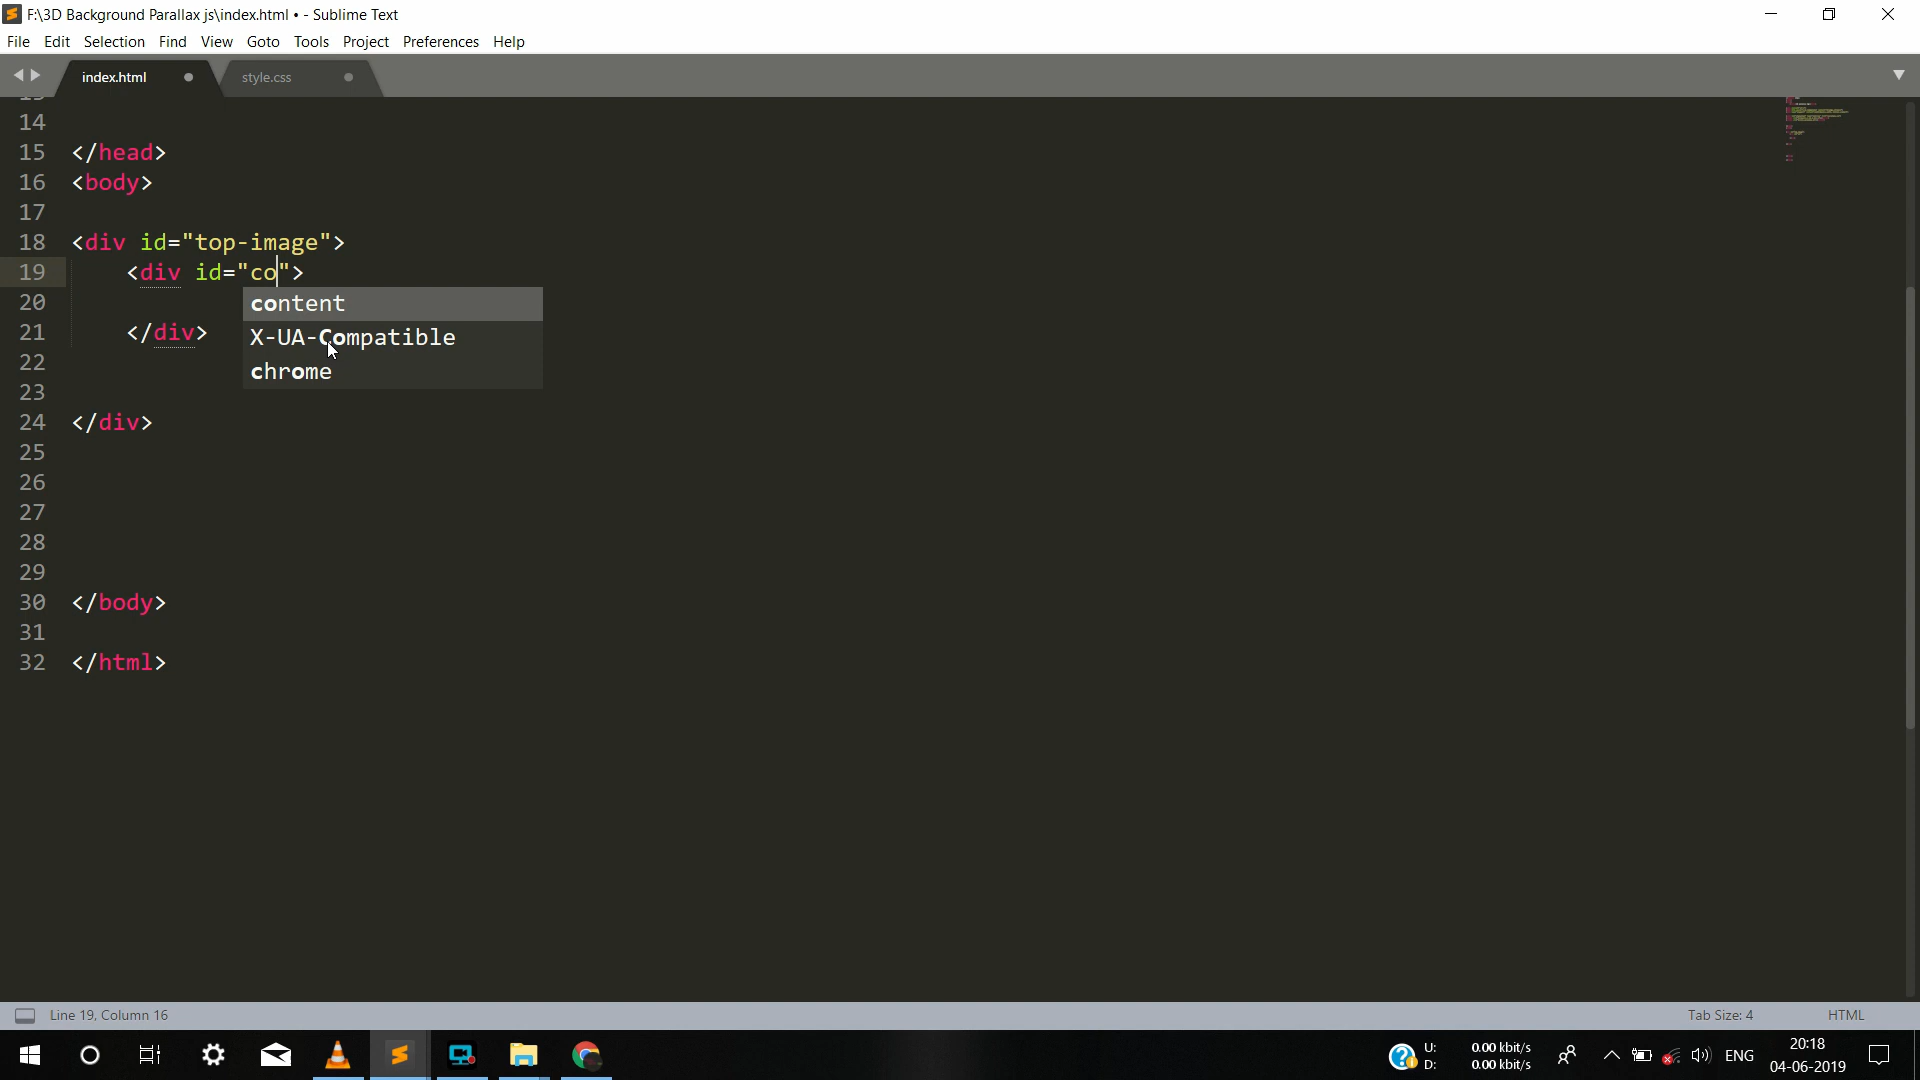 F:\3D Background Parallax js\index.html • - Sublime Text
File Edit Selection Find View Goto Tools Project Preferences Help
index.html
style.css
14
15 </head>
16 <body>
17
18 <div id="top-image">
19 <div id="co">
20
content
21 </div>
X-UA-Compatible
22
chrome
23
24 </div>
25
26
27
28
29
30 </body>
31
32 </html>
Line 19, Column 16
Tab Size: 4
HTML
U: 0.00 kbit/s
D: 0.00 kbit/s
ENG
20:18
04-06-2019